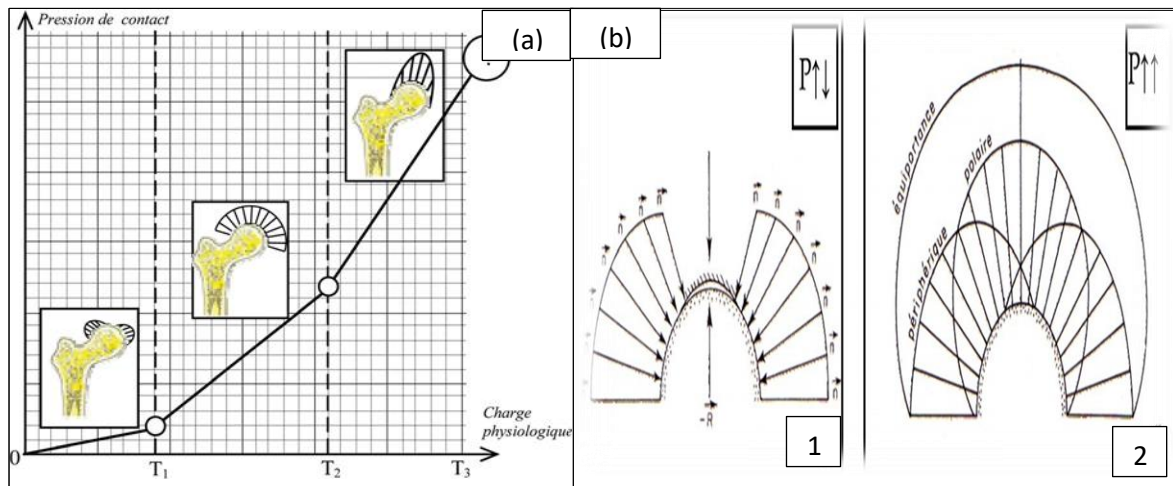 Pression de contact
(a)
0
T1
T2
T3
Charge
physiologique
(b)
P↑↓
n
n
n
n
n
n
n
n
n
n
-R
1
P↑↑
équiportance
polaire
périphérique
2